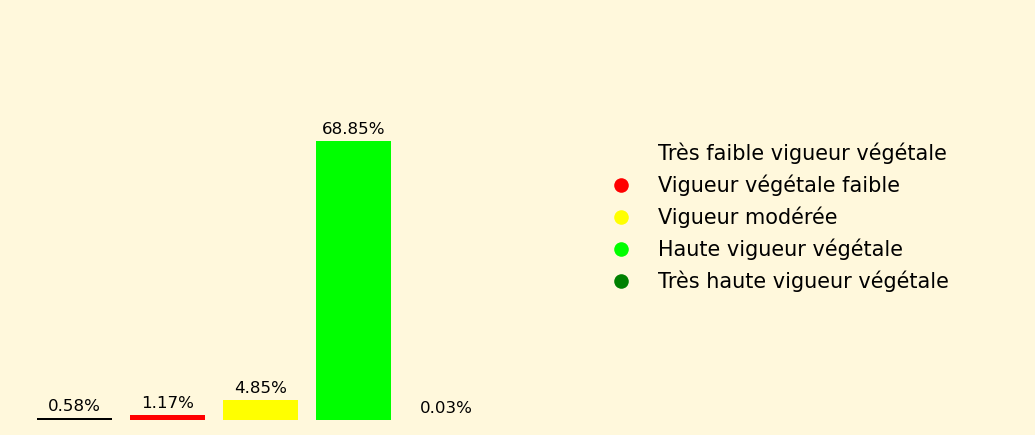 68.85%
4.85%
1.17%
0.58%
0.03%
Très faible vigueur végétale
Vigueur végétale faible
Vigueur modérée
Haute vigueur végétale
Très haute vigueur végétale